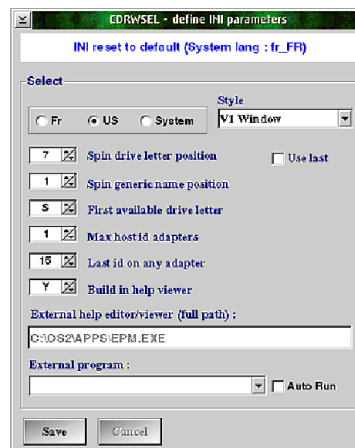 CDRWSEL - define INI parameters
INI reset to default (System lang : fr_FR)
Select
Style
Fr US System V1 Window
7 Spin drive letter position Use last
1 Spin generic name position
S First available drive letter
1 Max host id adapters
15 Last id on any adapter
Y Build in help viewer
External help editor/viewer (full path) :
C:\OS2\APPS\EPM.EXE
External program :
Auto Run
Save Cancel